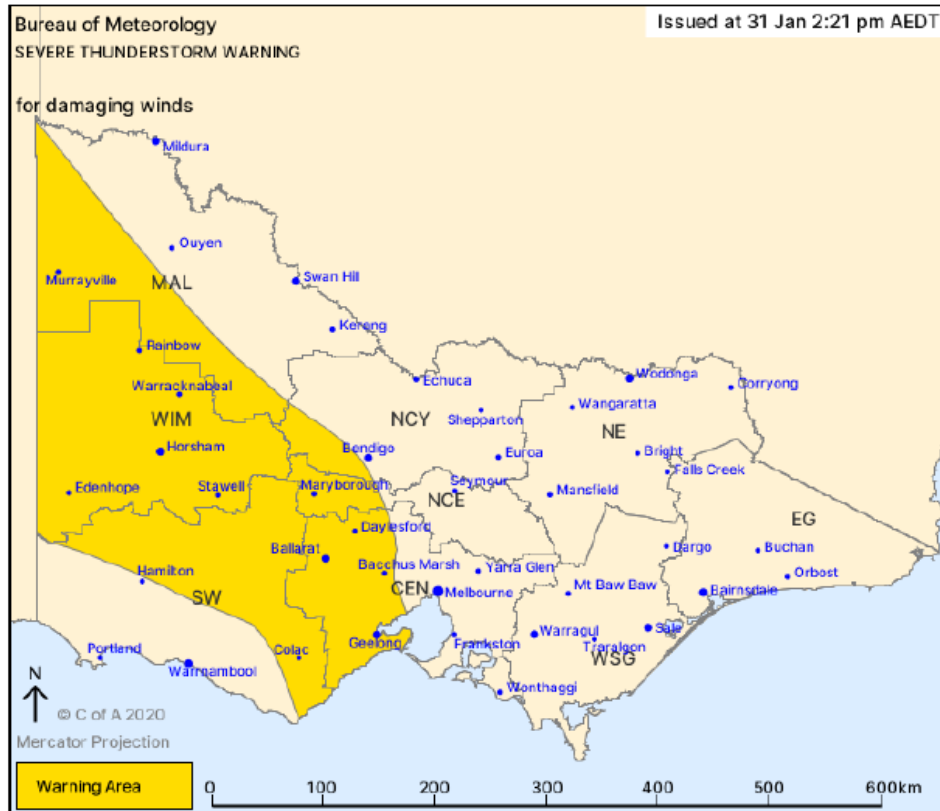 Bureau of Meteorology
Issued at 31 Jan 2:21 pm AEDT
SEVERE THUNDERSTORM WARNING
for damaging winds
Mildura
Ouyen
Murrayville
MAL
Swan Hill
Kerang
Rainbow
Warracknabeal
Echuca
Wodonga
Corryong
WIM
NCY
Shepparton
Wangaratta
NE
Horsham
Bendigo
Euroa
Bright
Falls Creek
Edenhope
Stawell
Maryborough
NCE
Seymour
Mansfield
EG
Daylesford
Ballarat
Dargo
Buchan
Hamilton
Bacchus Marsh
CEN
Yarra Glen
Orbost
SW
Melbourne
Mt Baw Baw
Bairnsdale
Portland
Colac
Geelong
Frankston
Warragul
Sale
Traralgon
WSG
Warrnambool
Wonthaggi
N
© C of A 2020
Mercator Projection
Warning Area
0 100 200 300 400 500 600km